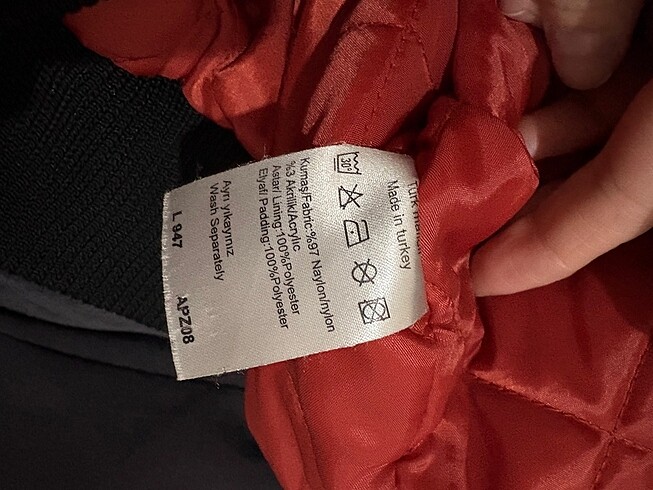 Türk malı
Made in turkey
30°
Kumaş/Fabric:%97 Naylon/nylon
%3 Akrilik/Acrylic
Astar/ Lining:100%Polyester
Elyaf/ Padding:100%Polyester
Ayrı yıkayınız
Wash Separately
L 947 APZ08